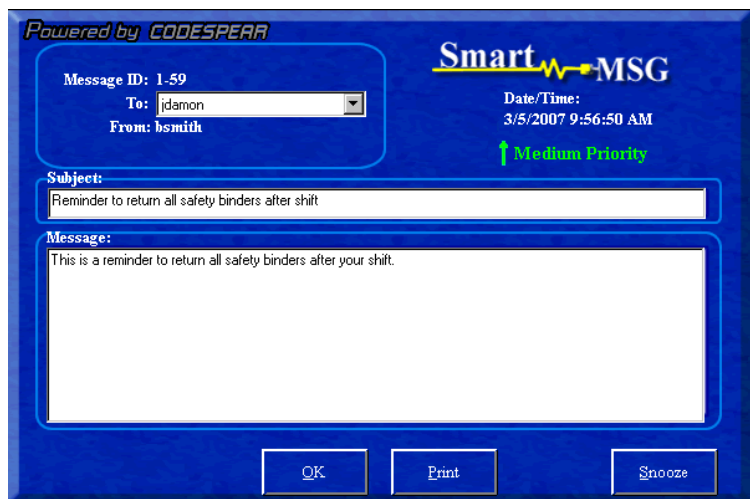 Powered by CODESPEAR
Smart MSG
Message ID: 1-59
To: jdamon
From: bsmith
Date/Time:
3/5/2007 9:56:50 AM
Medium Priority
Subject:
Reminder to return all safety binders after shift
Message:
This is a reminder to return all safety binders after your shift.
OK
Print
Snooze